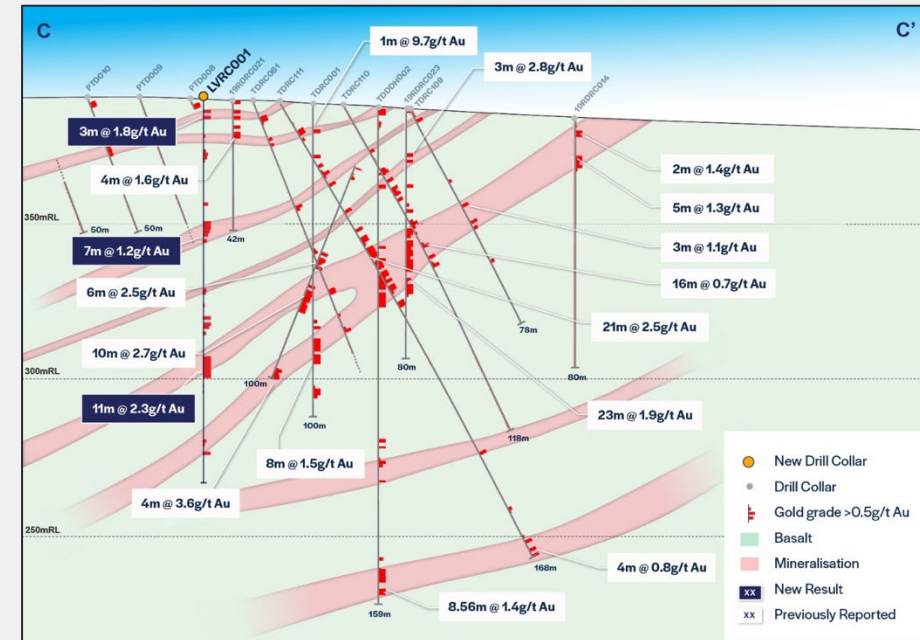 C
C'
PTD010
PTD009
PTD008
LVRC001
19RDRC021
TDRC081
TDRC111
TDRC001
TDRC110
TDDH002
19RDRC023
TDRC109
19RDRC014
1m @ 9.7g/t Au
3m @ 2.8g/t Au
3m @ 1.8g/t Au
4m @ 1.6g/t Au
2m @ 1.4g/t Au
5m @ 1.3g/t Au
350mRL
50m
50m
42m
7m @ 1.2g/t Au
3m @ 1.1g/t Au
16m @ 0.7g/t Au
6m @ 2.5g/t Au
21m @ 2.5g/t Au
78m
10m @ 2.7g/t Au
80m
80m
300mRL
100m
11m @ 2.3g/t Au
23m @ 1.9g/t Au
100m
118m
8m @ 1.5g/t Au
4m @ 3.6g/t Au
250mRL
168m
4m @ 0.8g/t Au
159m
8.56m @ 1.4g/t Au
New Drill Collar
Drill Collar
Gold grade >0.5g/t Au
Basalt
Mineralisation
xx New Result
xx Previously Reported